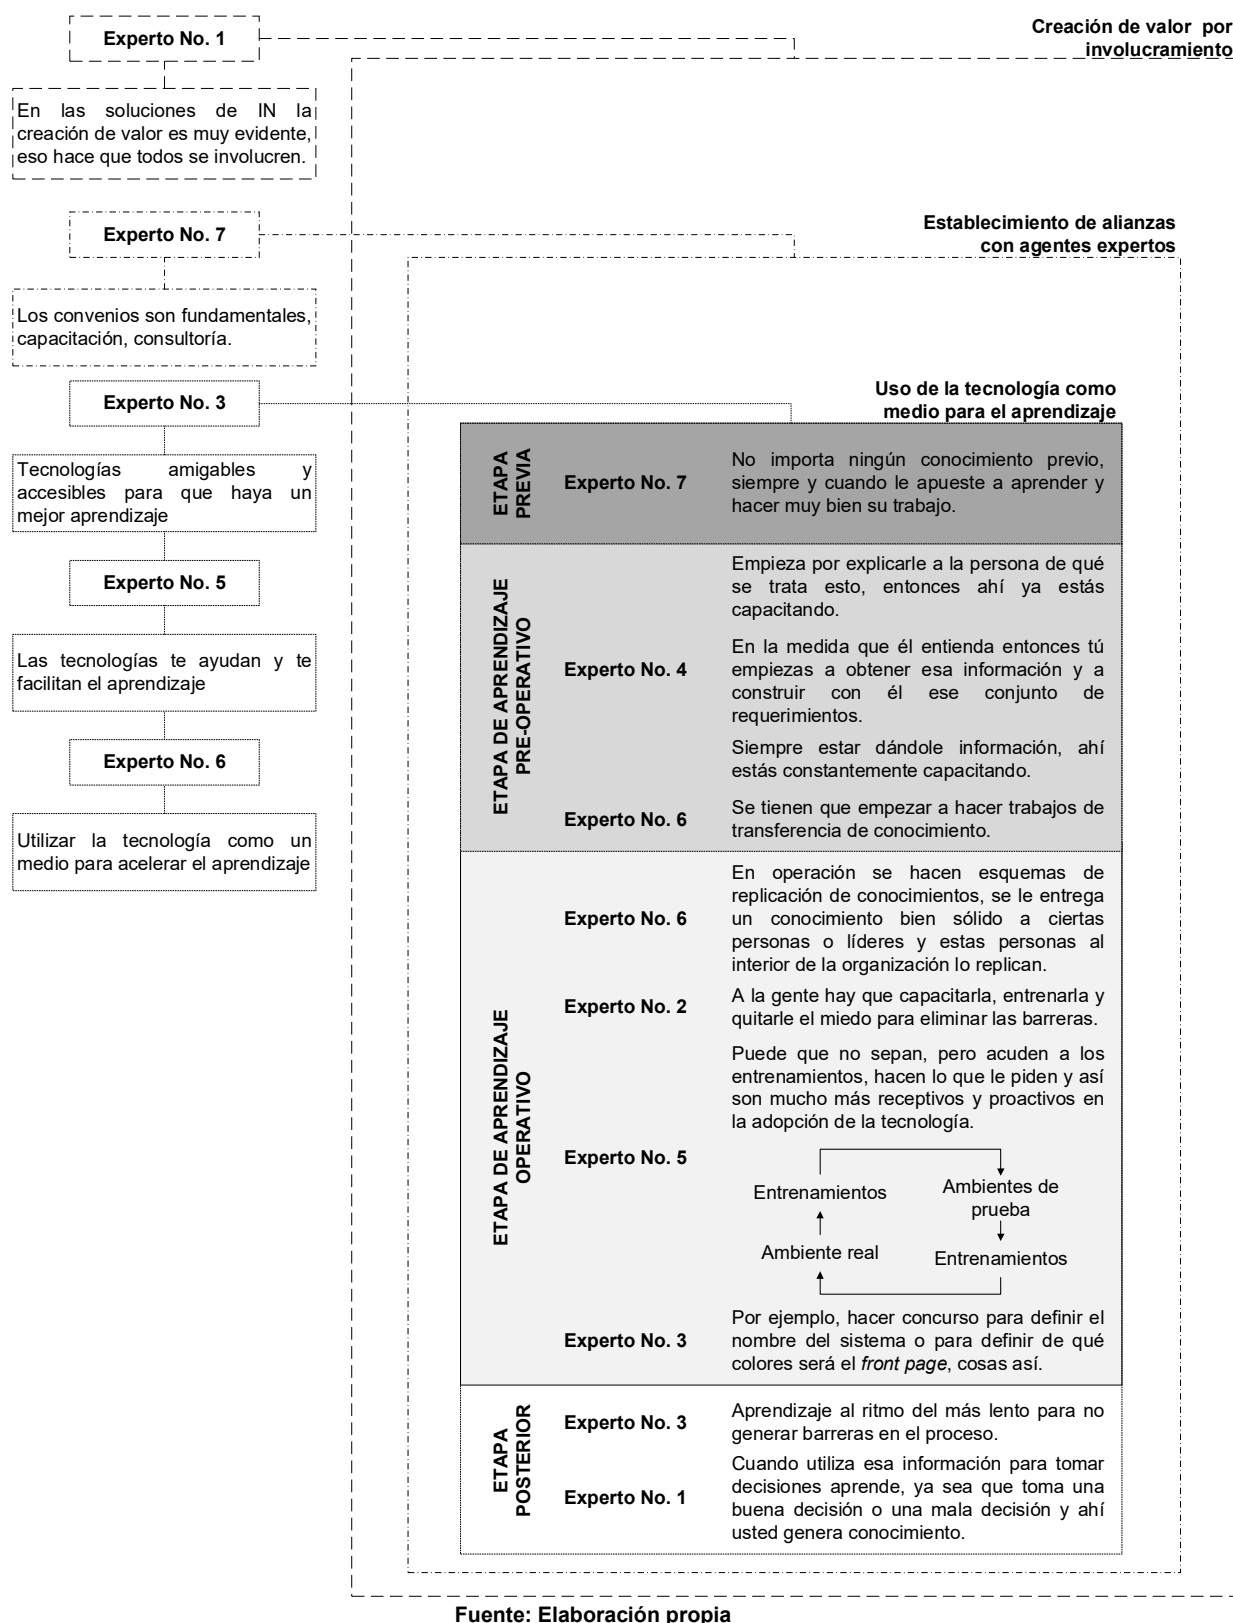 Experto No. 1
Creación de valor por
involucramiento
En las soluciones de IN la
creación de valor es muy evidente,
eso hace que todos se involucren.
Experto No. 7
Establecimiento de alianzas
con agentes expertos
Los convenios son fundamentales,
capacitación, consultoría.
Experto No. 3
Uso de la tecnología como
medio para el aprendizaje
Tecnologías amigables y
accesibles para que haya un
mejor aprendizaje
Experto No. 5
Las tecnologías te ayudan y te
facilitan el aprendizaje
Experto No. 6
Utilizar la tecnología como un
medio para acelerar el aprendizaje
ETAPA
PREVIA
Experto No. 7
No importa ningún conocimiento previo,
siempre y cuando le apueste a aprender y
hacer muy bien su trabajo.
ETAPA DE APRENDIZAJE
PRE-OPERATIVO
Experto No. 4
Empieza por explicarle a la persona de qué
se trata esto, entonces ahí ya estás
capacitando.
En la medida que él entienda entonces tú
empiezas a obtener esa información y a
construir con él ese conjunto de
requerimientos.
Siempre estar dándole información, ahí
estás constantemente capacitando.
Experto No. 6
Se tienen que empezar a hacer trabajos de
transferencia de conocimiento.
ETAPA DE APRENDIZAJE
OPERATIVO
Experto No. 6
En operación se hacen esquemas de
replicación de conocimientos, se le entrega
un conocimiento bien sólido a ciertas
personas o líderes y estas personas al
interior de la organización lo replican.
Experto No. 2
A la gente hay que capacitarla, entrenarla y
quitarle el miedo para eliminar las barreras.
Experto No. 5
Puede que no sepan, pero acuden a los
entrenamientos, hacen lo que le piden y así
son mucho más receptivos y proactivos en
la adopción de la tecnología.
Entrenamientos
Ambientes de
prueba
Ambiente real
Entrenamientos
Experto No. 3
Por ejemplo, hacer concurso para definir el
nombre del sistema o para definir de qué
colores será el front page, cosas así.
ETAPA
POSTERIOR
Experto No. 3
Aprendizaje al ritmo del más lento para no
generar barreras en el proceso.
Experto No. 1
Cuando utiliza esa información para tomar
decisiones aprende, ya sea que toma una
buena decisión o una mala decisión y ahí
usted genera conocimiento.
Fuente: Elaboración propia